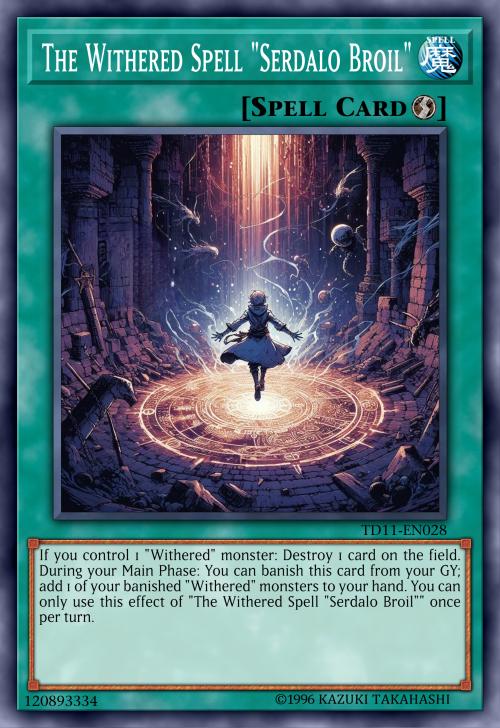 The Withered Spell "Serdalo Broil"
SPELL
魔
[Spell Card]
TD11-EN028
If you control 1 "Withered" monster: Destroy 1 card on the field.
During your Main Phase: You can banish this card from your GY;
add 1 of your banished "Withered" monsters to your hand. You can
only use this effect of "The Withered Spell "Serdalo Broil"" once
per turn.
120893334
©1996 KAZUKI TAKAHASHI